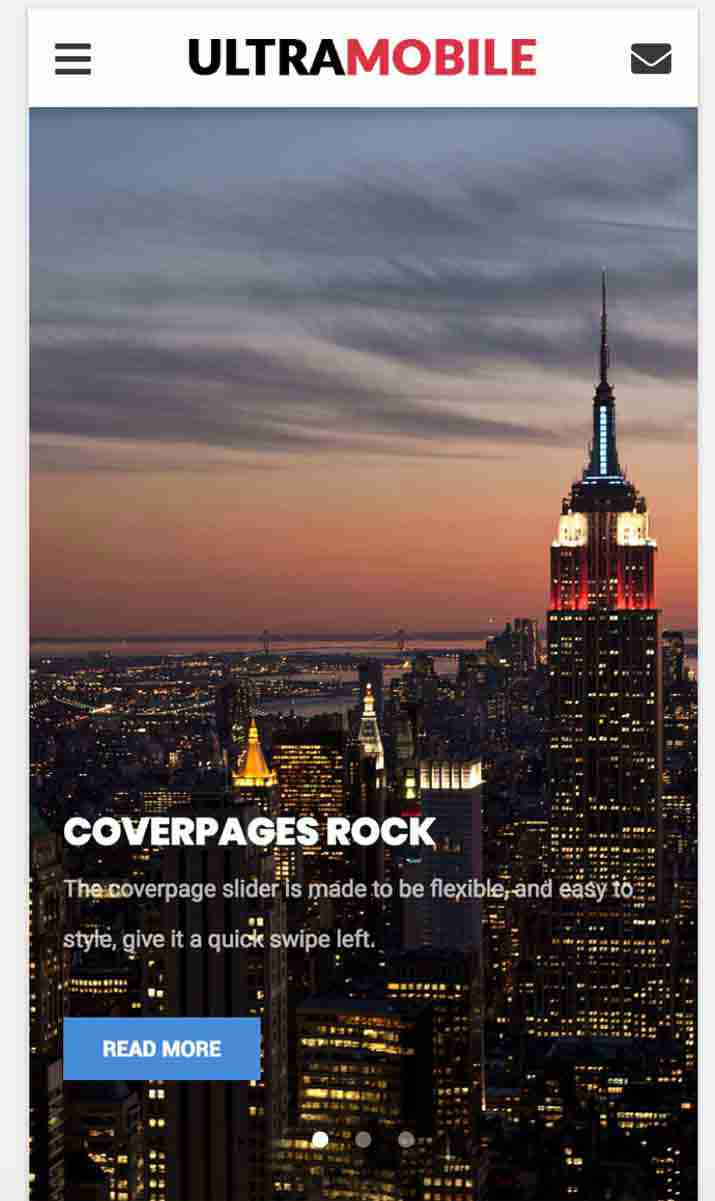 ULTRAMOBILE
COVERPAGES ROCK
The coverpage slider is made to be flexible, and easy to
style, give it a quick swipe left.
READ MORE